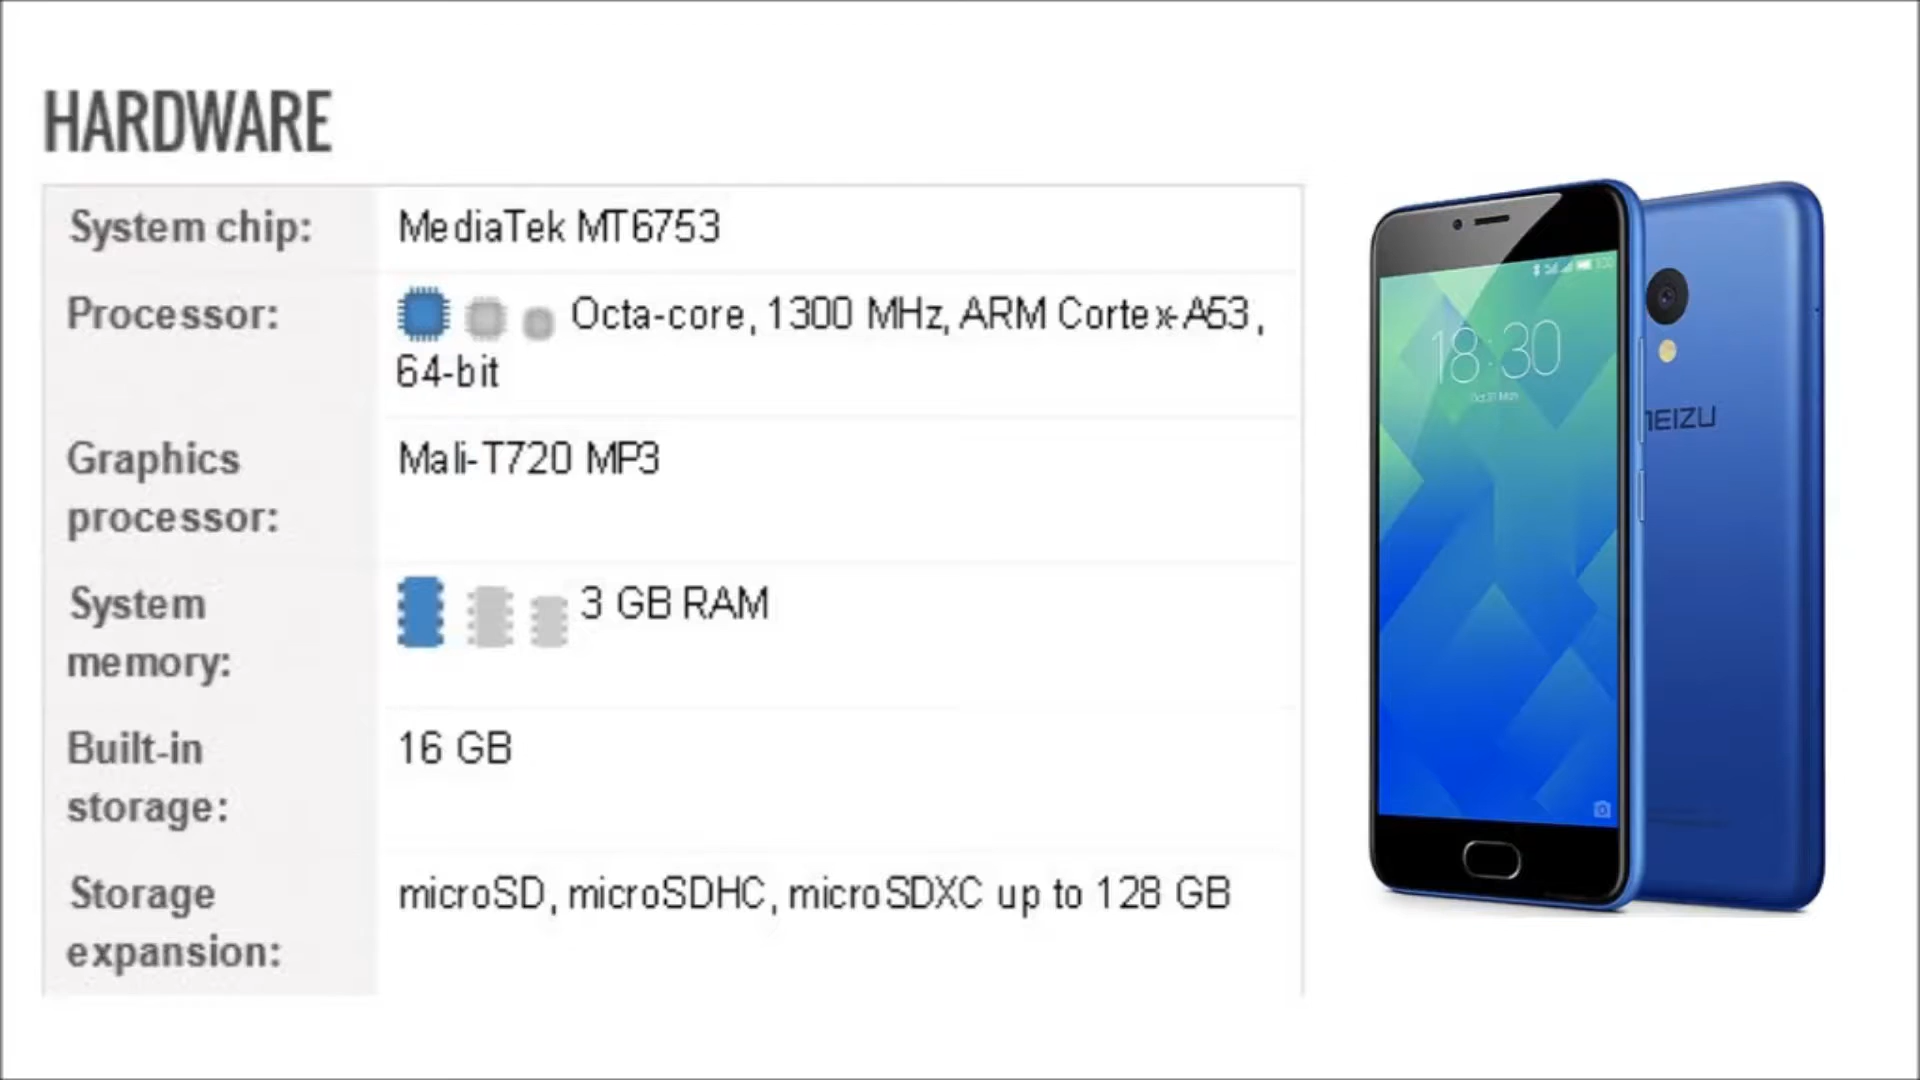 HARDWARE
System chip: MediaTek MT6753
Processor: Octa-core, 1300 MHz, ARM Cortex-A53,
64-bit
Graphics
processor: Mali-T720 MP3
System
memory: 3 GB RAM
Built-in
storage: 16 GB
Storage
expansion: microSD, microSDHC, microSDXC up to 128 GB
18:30
MEIZU